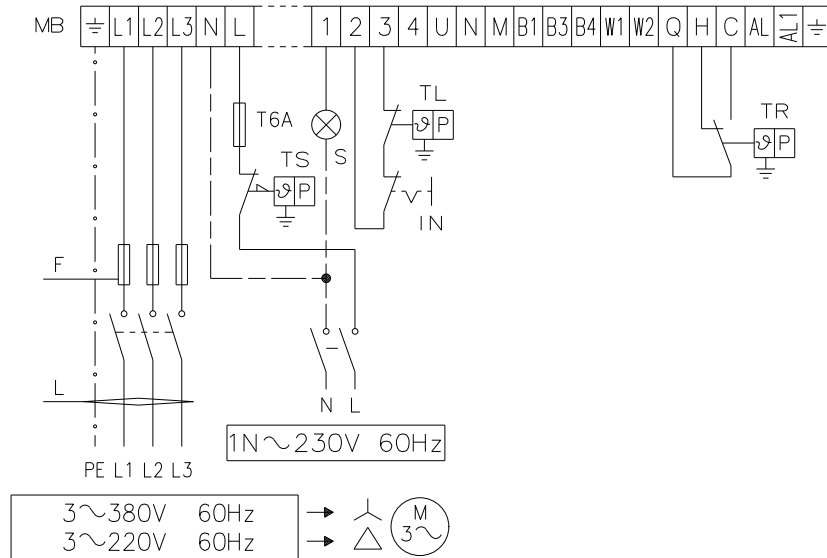 MB L1 L2 L3 N L 1 2 3 4 U N M B1 B3 B4 W1 W2 Q H C AL AL1
TL
T6A
ϑ P
TR
S
TS
ϑ P
ϑ P
IN
F
L
N L
1N～230V 60Hz
PE L1 L2 L3
3～380V 60Hz
3～220V 60Hz
M
3～